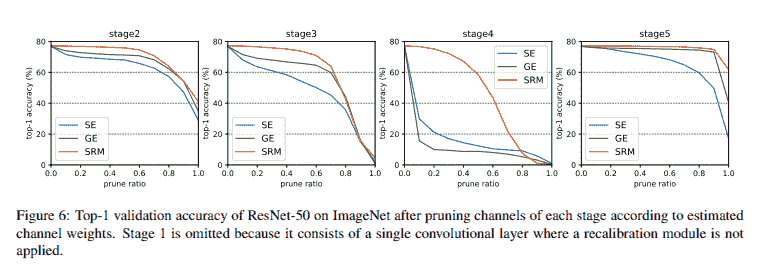 stage2
80
60
40
20
0
top-1 accuracy (%)
SE
GE
SRM
0.0 0.2 0.4 0.6 0.8 1.0
prune ratio
stage3
80
60
40
20
0
top-1 accuracy (%)
SE
GE
SRM
0.0 0.2 0.4 0.6 0.8 1.0
prune ratio
stage4
80
60
40
20
0
top-1 accuracy (%)
SE
GE
SRM
0.0 0.2 0.4 0.6 0.8 1.0
prune ratio
stage5
80
60
40
20
0
top-1 accuracy (%)
SE
GE
SRM
0.0 0.2 0.4 0.6 0.8 1.0
prune ratio
Figure 6: Top-1 validation accuracy of ResNet-50 on ImageNet after pruning channels of each stage according to estimated
channel weights. Stage 1 is omitted because it consists of a single convolutional layer where a recalibration module is not
applied.